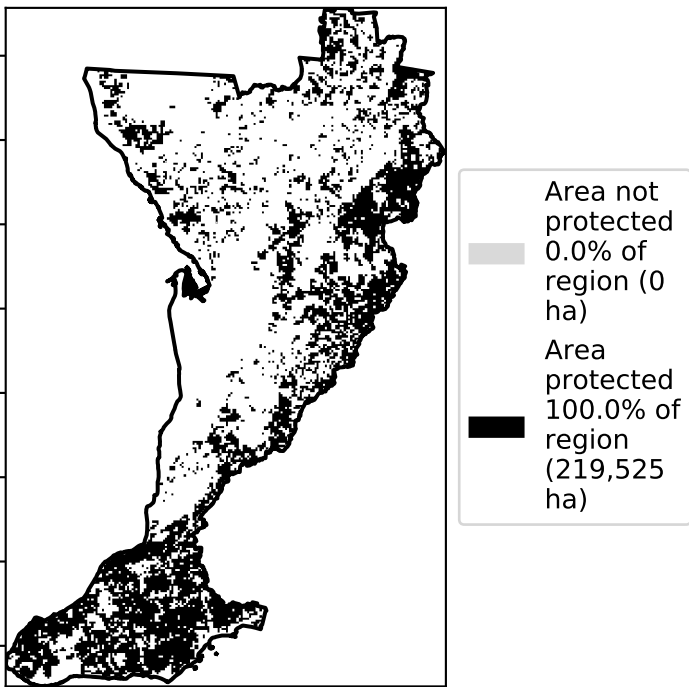 Area not
protected
0.0% of
region (0
ha)
Area
protected
100.0% of
region
(219,525
ha)